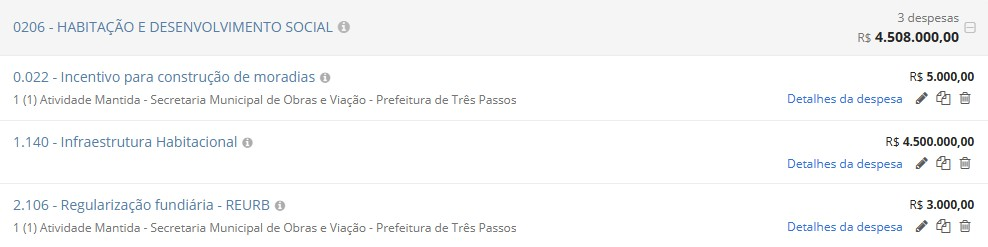 0206 - HABITAÇÃO E DESENVOLVIMENTO SOCIAL
3 despesas
R$ 4.508.000,00
0.022 - Incentivo para construção de moradias
R$ 5.000,00
1 (1) Atividade Mantida - Secretaria Municipal de Obras e Viação - Prefeitura de Três Passos
Detalhes da despesa
1.140 - Infraestrutura Habitacional
R$ 4.500.000,00
Detalhes da despesa
2.106 - Regularização fundiária - REURB
R$ 3.000,00
1 (1) Atividade Mantida - Secretaria Municipal de Obras e Viação - Prefeitura de Três Passos
Detalhes da despesa